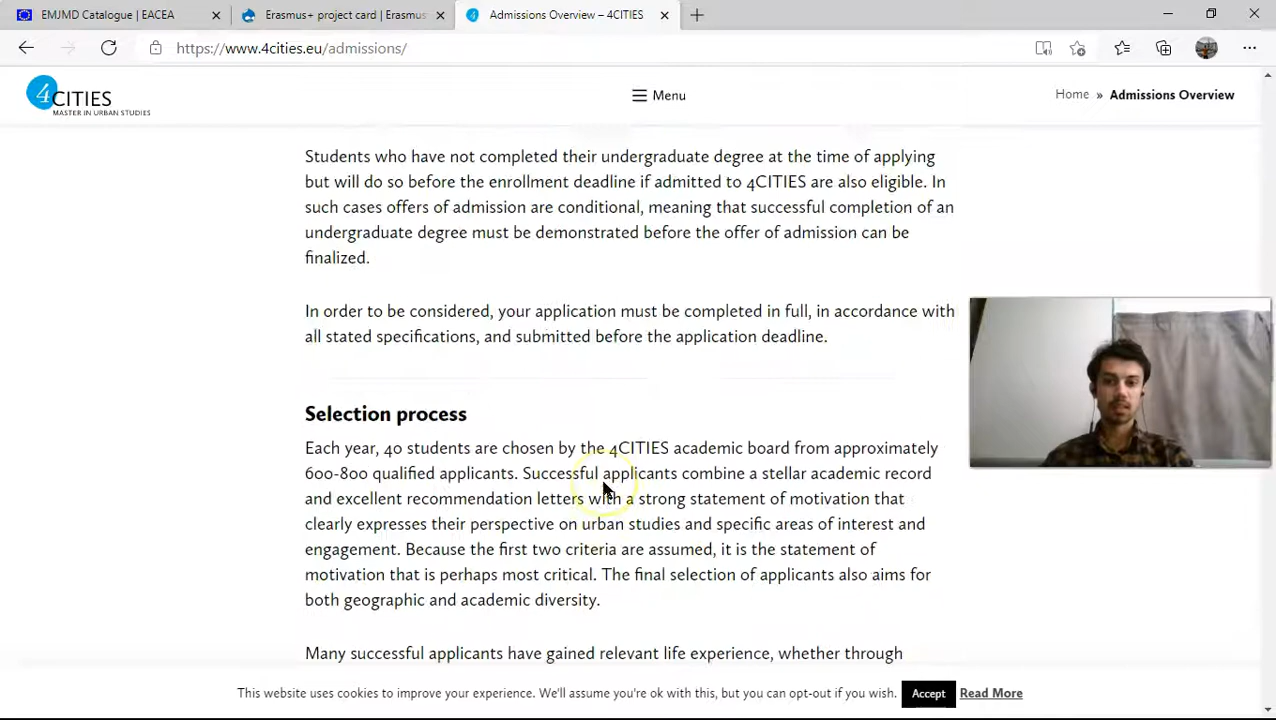 EMJMD Catalogue | EACEA
Erasmus+ project card | Erasmus
Admissions Overview – 4CITIES
https://www.4cities.eu/admissions/
4CITIES
MASTER IN URBAN STUDIES
Menu
Home » Admissions Overview
Students who have not completed their undergraduate degree at the time of applying
but will do so before the enrollment deadline if admitted to 4CITIES are also eligible. In
such cases offers of admission are conditional, meaning that successful completion of an
undergraduate degree must be demonstrated before the offer of admission can be
finalized.
In order to be considered, your application must be completed in full, in accordance with
all stated specifications, and submitted before the application deadline.
Selection process
Each year, 40 students are chosen by the 4CITIES academic board from approximately
600-800 qualified applicants. Successful applicants combine a stellar academic record
and excellent recommendation letters with a strong statement of motivation that
clearly expresses their perspective on urban studies and specific areas of interest and
engagement. Because the first two criteria are assumed, it is the statement of
motivation that is perhaps most critical. The final selection of applicants also aims for
both geographic and academic diversity.
Many successful applicants have gained relevant life experience, whether through
This website uses cookies to improve your experience. We'll assume you're ok with this, but you can opt-out if you wish. Accept Read More